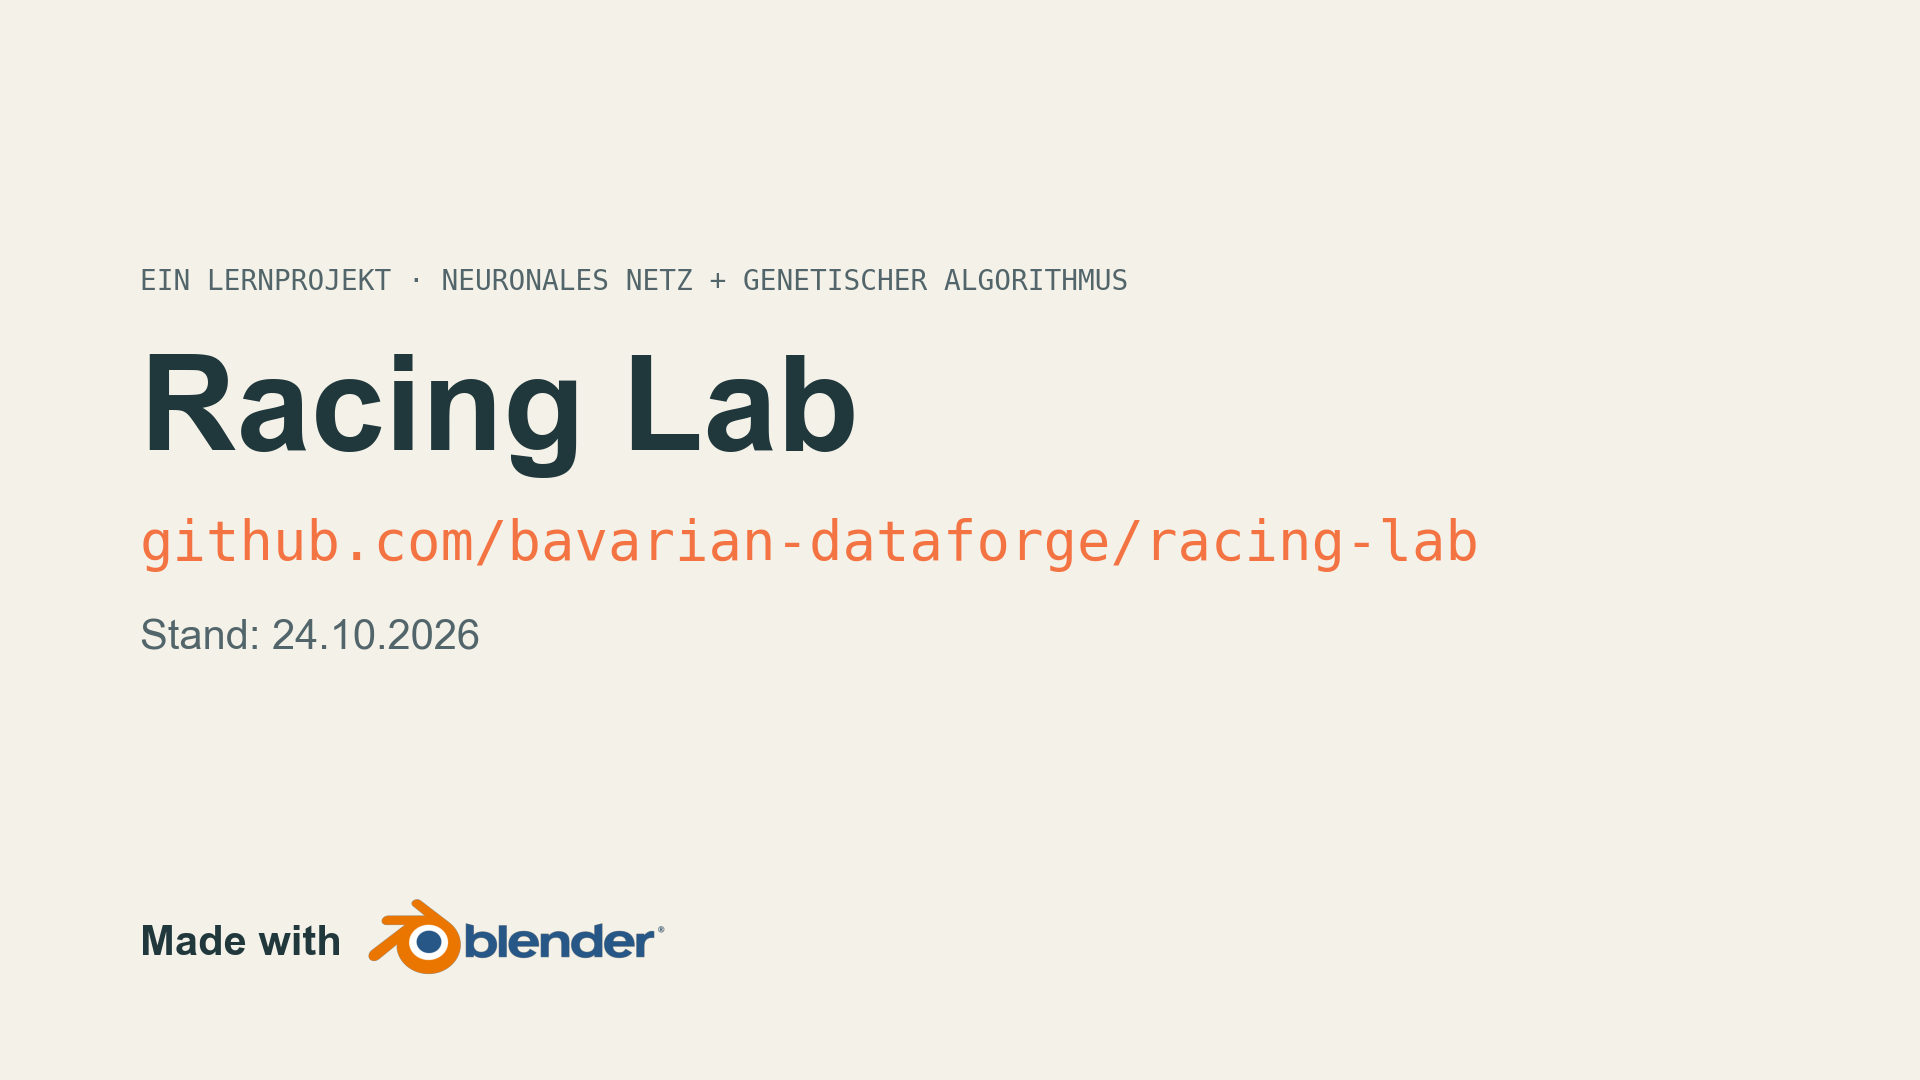 EIN LERNPROJEKT · NEURONALES NETZ + GENETISCHER ALGORITHMUS
Racing Lab
github.com/bavarian-dataforge/racing-lab
Stand: 24.10.2026
Made with blender®